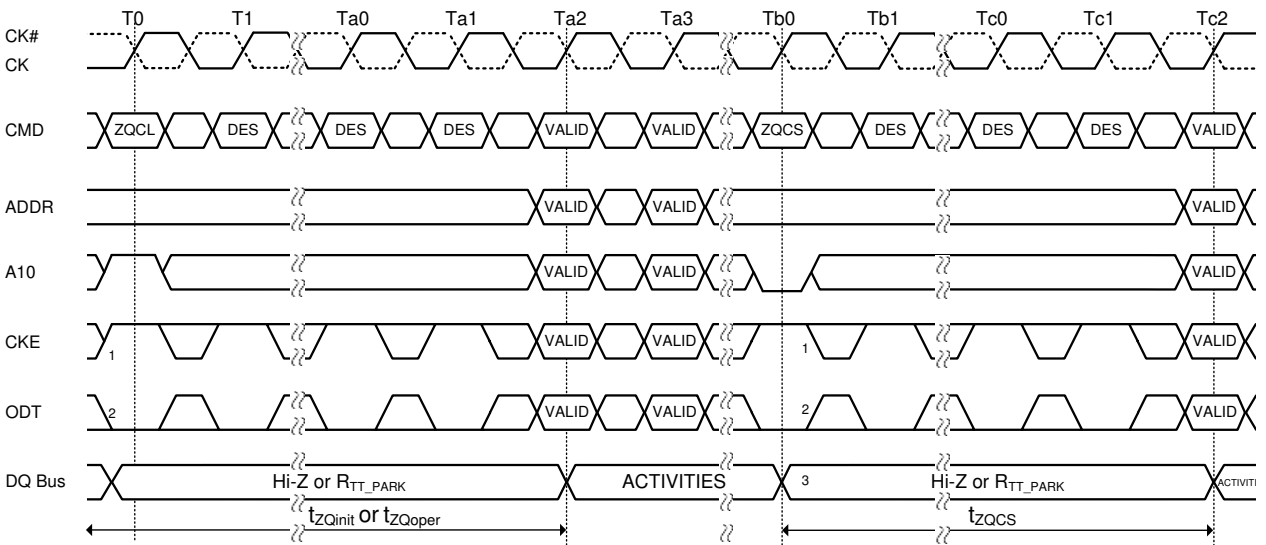 T0 T1 Ta0 Ta1 Ta2 Ta3 Tb0 Tb1 Tc0 Tc1 Tc2
CK#
CK
CMD ZQCL DES DES DES VALID VALID ZQCS DES DES DES VALID
ADDR VALID VALID VALID
A10 VALID VALID VALID
CKE 1 VALID VALID 1 VALID
ODT 2 VALID VALID 2 VALID
DQ Bus Hi-Z or RTT_PARK ACTIVITIES 3 Hi-Z or RTT_PARK ACTIVITI
tZQinit or tZQoper tZQCS